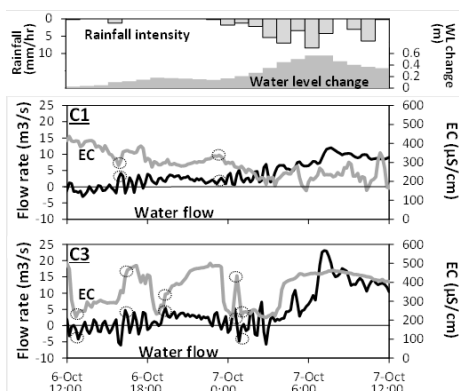 Rainfall (mm/hr)
0
5
10
Rainfall intensity
Water level change
0.6
0.4
0.2
0
WL change (m)
C1
Flow rate (m3/s)
25
20
15
10
5
0
-5
-10
EC
Water flow
600
500
400
300
200
100
0
EC (µS/cm)
C3
Flow rate (m3/s)
25
20
15
10
5
0
-5
-10
EC
Water flow
600
500
400
300
200
100
0
EC (µS/cm)
6-Oct 6-Oct 7-Oct 7-Oct 7-Oct
12:00 18:00 0:00 6:00 12:00